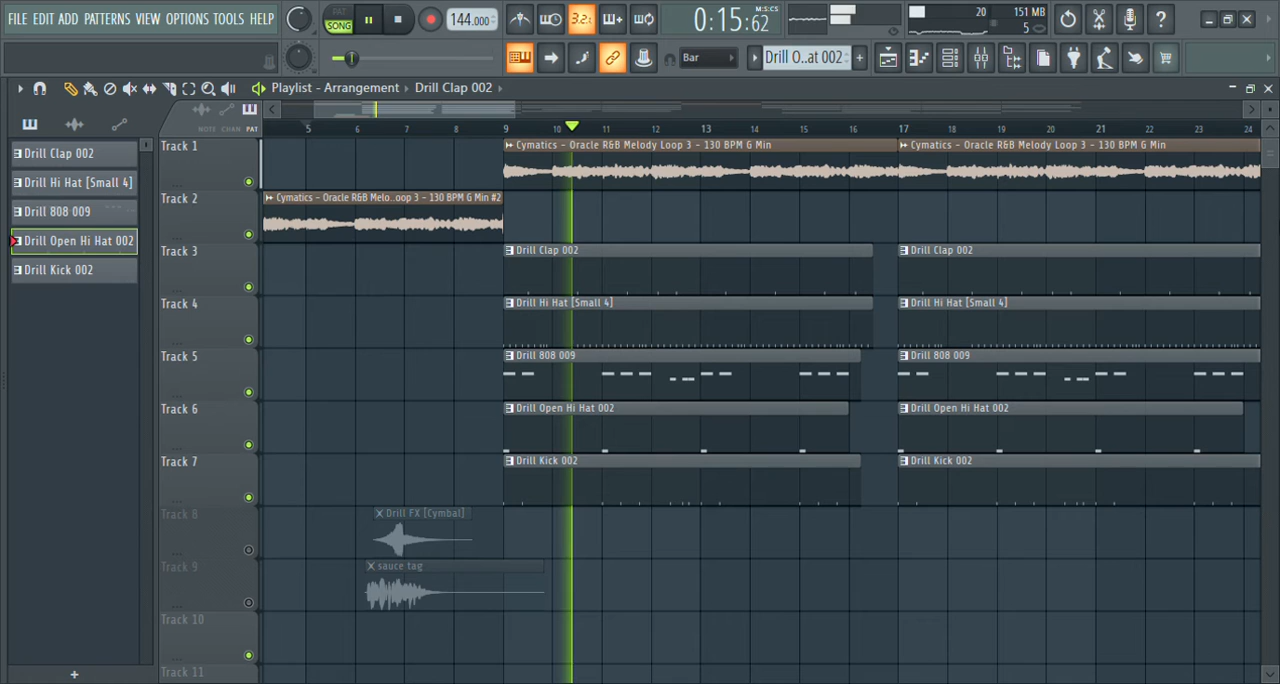 FILE EDIT ADD PATTERNS VIEW OPTIONS TOOLS HELP
PAT
SONG
144.000
3.2.
0:15:62
M:S:CS
20
151 MB
5
Bar
Drill O..at 002
Playlist - Arrangement › Drill Clap 002
NOTE CHAN PAT
5 6 7 8 9 10 11 12 13 14 15 16 17 18 19 20 21 22 23 24
Drill Clap 002
Drill Hi Hat [Small 4]
Drill 808 009
Drill Open Hi Hat 002
Drill Kick 002
Track 1
Cymatics - Oracle R&B Melody Loop 3 - 130 BPM G Min
Cymatics - Oracle R&B Melody Loop 3 - 130 BPM G Min
Track 2
Cymatics - Oracle R&B Melo..oop 3 - 130 BPM G Min #2
Track 3
Drill Clap 002
Drill Clap 002
Track 4
Drill Hi Hat [Small 4]
Drill Hi Hat [Small 4]
Track 5
Drill 808 009
Drill 808 009
Track 6
Drill Open Hi Hat 002
Drill Open Hi Hat 002
Track 7
Drill Kick 002
Drill Kick 002
Track 8
Drill FX [Cymbal]
Track 9
sauce tag
Track 10
Track 11